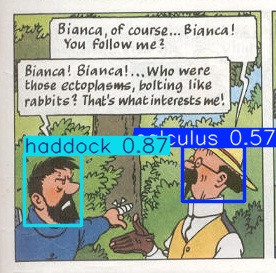 Bianca, of course... Bianca!
You follow me?
Bianca! Bianca!... Who were
those ectoplasms, bolting like
rabbits? That's what interests me!
haddock 0.87
calculus 0.57